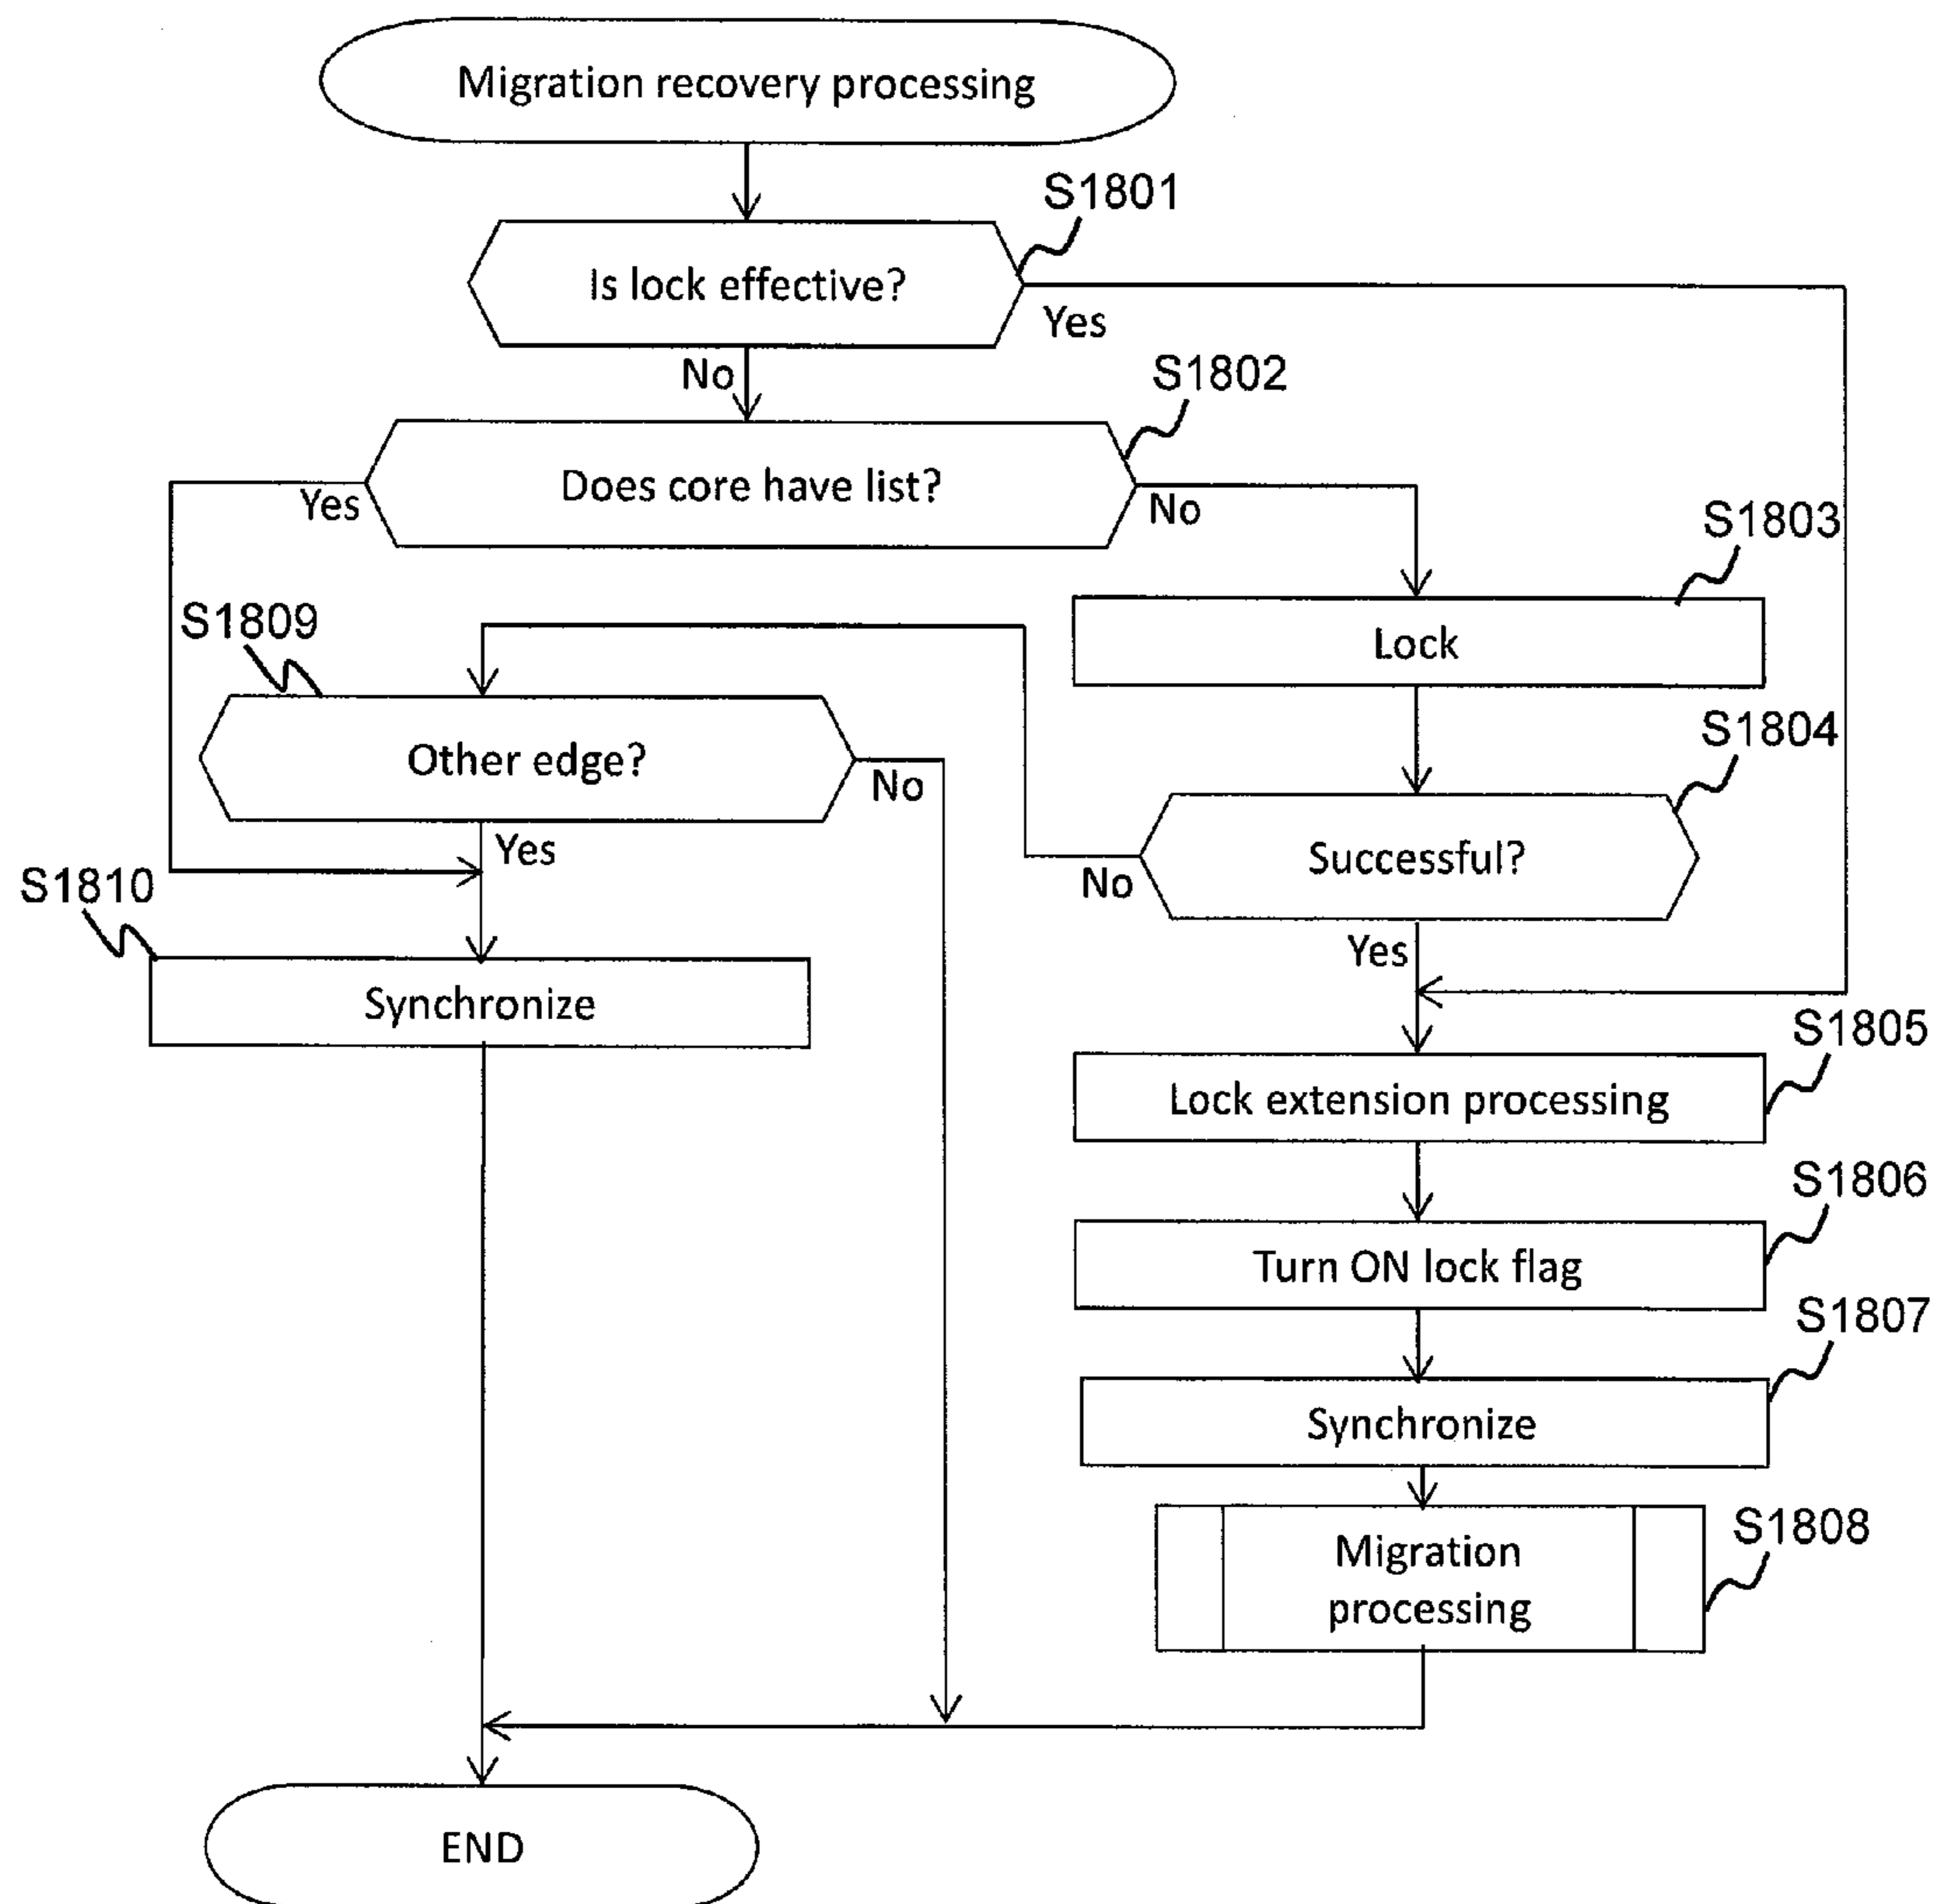 Migration recovery processing
S1801
Is lock effective?
Yes
No
S1802
Does core have list?
Yes
No
S1803
Lock
S1809
Other edge?
No
Yes
S1804
Successful?
No
Yes
S1810
Synchronize
S1805
Lock extension processing
S1806
Turn ON lock flag
S1807
Synchronize
S1808
Migration
processing
END